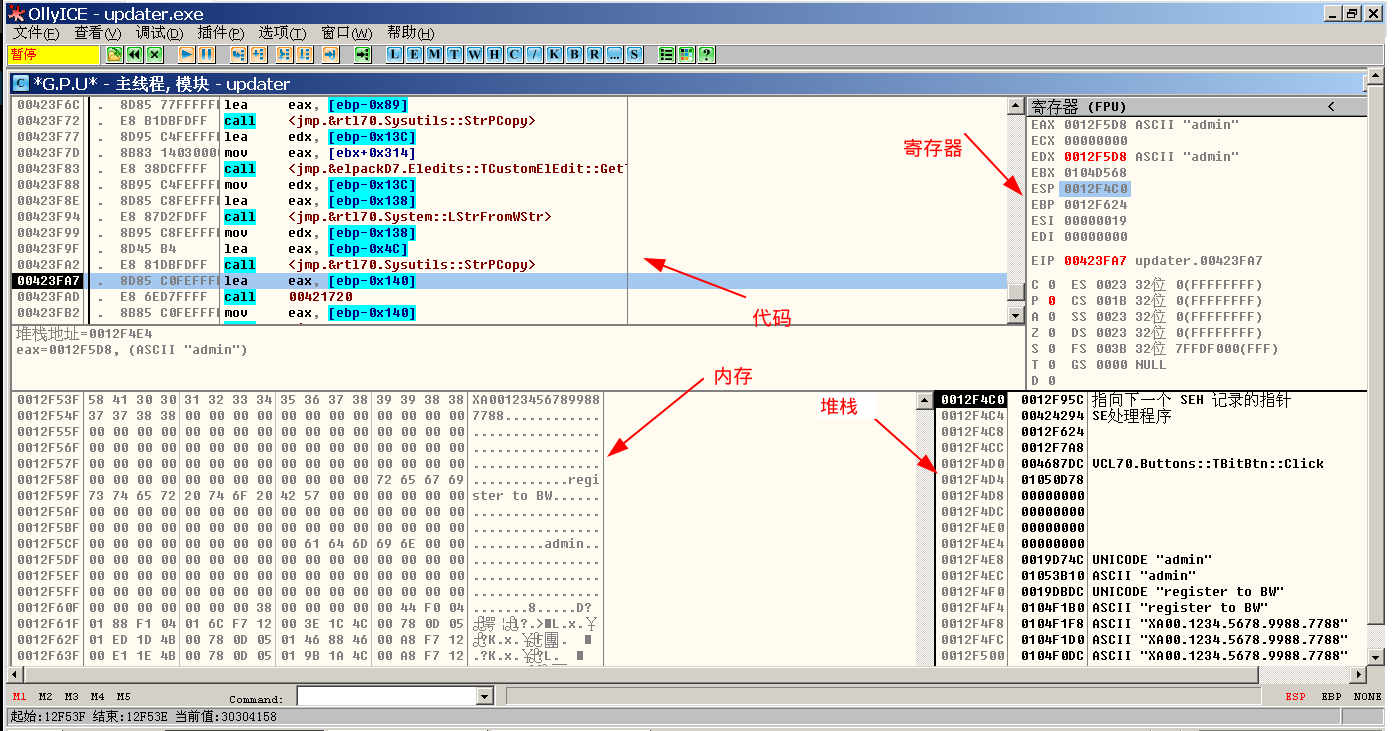 OllyICE - updater.exe
文件(F) 查看(V) 调试(D) 插件(P) 选项(T) 窗口(W) 帮助(H)
暂停 L E M T W H C / K B R ... S ?
C *G.P.U* - 主线程, 模块 - updater
00423F6C . 8D85 77FFFFFF lea eax, [ebp-0x89]
00423F72 . E8 B1DBFDFF call <jmp.&rtl70.Sysutils::StrPCopy>
00423F77 . 8D95 C4FEFFFF lea edx, [ebp-0x13C]
00423F7D . 8B83 14030000 mov eax, [ebx+0x314]
00423F83 . E8 38DCFFFF call <jmp.&elpackD7.Eledits::TCustomElEdit::Get
00423F88 . 8B95 C4FEFFFF mov edx, [ebp-0x13C]
00423F8E . 8D85 C8FEFFFF lea eax, [ebp-0x138]
00423F94 . E8 87D2FDFF call <jmp.&rtl70.System::LStrFromWStr>
00423F99 . 8B95 C8FEFFFF mov edx, [ebp-0x138]
00423F9F . 8D45 B4 lea eax, [ebp-0x4C]
00423FA2 . E8 81DBFDFF call <jmp.&rtl70.Sysutils::StrPCopy>
00423FA7 . 8D85 C0FEFFFF lea eax, [ebp-0x140]
00423FAD . E8 6ED7FFFF call 00421720
00423FB2 . 8B85 C0FEFFFF mov eax, [ebp-0x140]
代码
堆栈地址=0012F4E4
eax=0012F5D8, (ASCII "admin")
寄存器 (FPU) <
寄存器
EAX 0012F5D8 ASCII "admin"
ECX 00000000
EDX 0012F5D8 ASCII "admin"
EBX 0104D568
ESP 0012F4C0
EBP 0012F624
ESI 00000019
EDI 00000000
EIP 00423FA7 updater.00423FA7
C 0 ES 0023 32位 0(FFFFFFFF)
P 0 CS 001B 32位 0(FFFFFFFF)
A 0 SS 0023 32位 0(FFFFFFFF)
Z 0 DS 0023 32位 0(FFFFFFFF)
S 0 FS 003B 32位 7FFDF000(FFF)
T 0 GS 0000 NULL
D 0
内存
0012F53F 58 41 30 30 31 32 33 34 35 36 37 38 39 39 38 38 XA00123456789988
0012F54F 37 37 38 38 00 00 00 00 00 00 00 00 00 00 00 00 7788............
0012F55F 00 00 00 00 00 00 00 00 00 00 00 00 00 00 00 00 ................
0012F56F 00 00 00 00 00 00 00 00 00 00 00 00 00 00 00 00 ................
0012F57F 00 00 00 00 00 00 00 00 00 00 00 00 00 00 00 00 ................
0012F58F 00 00 00 00 00 00 00 00 00 00 00 00 72 65 67 69 ............regi
0012F59F 73 74 65 72 20 74 6F 20 42 57 00 00 00 00 00 00 ster to BW......
0012F5AF 00 00 00 00 00 00 00 00 00 00 00 00 00 00 00 00 ................
0012F5BF 00 00 00 00 00 00 00 00 00 00 00 00 00 00 00 00 ................
0012F5CF 00 00 00 00 00 00 00 00 00 61 64 6D 69 6E 00 00 .........admin..
0012F5DF 00 00 00 00 00 00 00 00 00 00 00 00 00 00 00 00 ................
0012F5EF 00 00 00 00 00 00 00 00 00 00 00 00 00 00 00 00 ................
0012F5FF 00 00 00 00 00 00 00 00 00 00 00 00 00 00 00 00 ................
0012F60F 00 00 00 00 00 00 00 38 00 00 00 00 00 44 F0 04 .......8.....D?
0012F61F 01 88 F1 04 01 6C F7 12 00 3E 1C 4C 00 78 0D 05
0012F62F 01 ED 1D 4B 00 78 0D 05 01 46 88 46 00 A8 F7 12
0012F63F 00 E1 1E 4B 00 78 0D 05 01 9B 1A 4C 00 A8 F7 12
堆栈
0012F4C0 0012F95C 指向下一个 SEH 记录的指针
0012F4C4 00424294 SE处理程序
0012F4C8 0012F624
0012F4CC 0012F7A8
0012F4D0 004687DC VCL70.Buttons::TBitBtn::Click
0012F4D4 01050D78
0012F4D8 00000000
0012F4DC 00000000
0012F4E0 00000000
0012F4E4 00000000
0012F4E8 0019D74C UNICODE "admin"
0012F4EC 01053B10 ASCII "admin"
0012F4F0 0019DBDC UNICODE "register to BW"
0012F4F4 0104F1B0 ASCII "register to BW"
0012F4F8 0104F1F8 ASCII "XA00.1234.5678.9988.7788"
0012F4FC 0104F1D0 ASCII "XA00.1234.5678.9988.7788"
0012F500 0104F0DC ASCII "XA00.1234.5678.9988.7788"
M1 M2 M3 M4 M5 Command: ESP EBP NONE
起始:12F53F 结束:12F53E 当前值:30304158